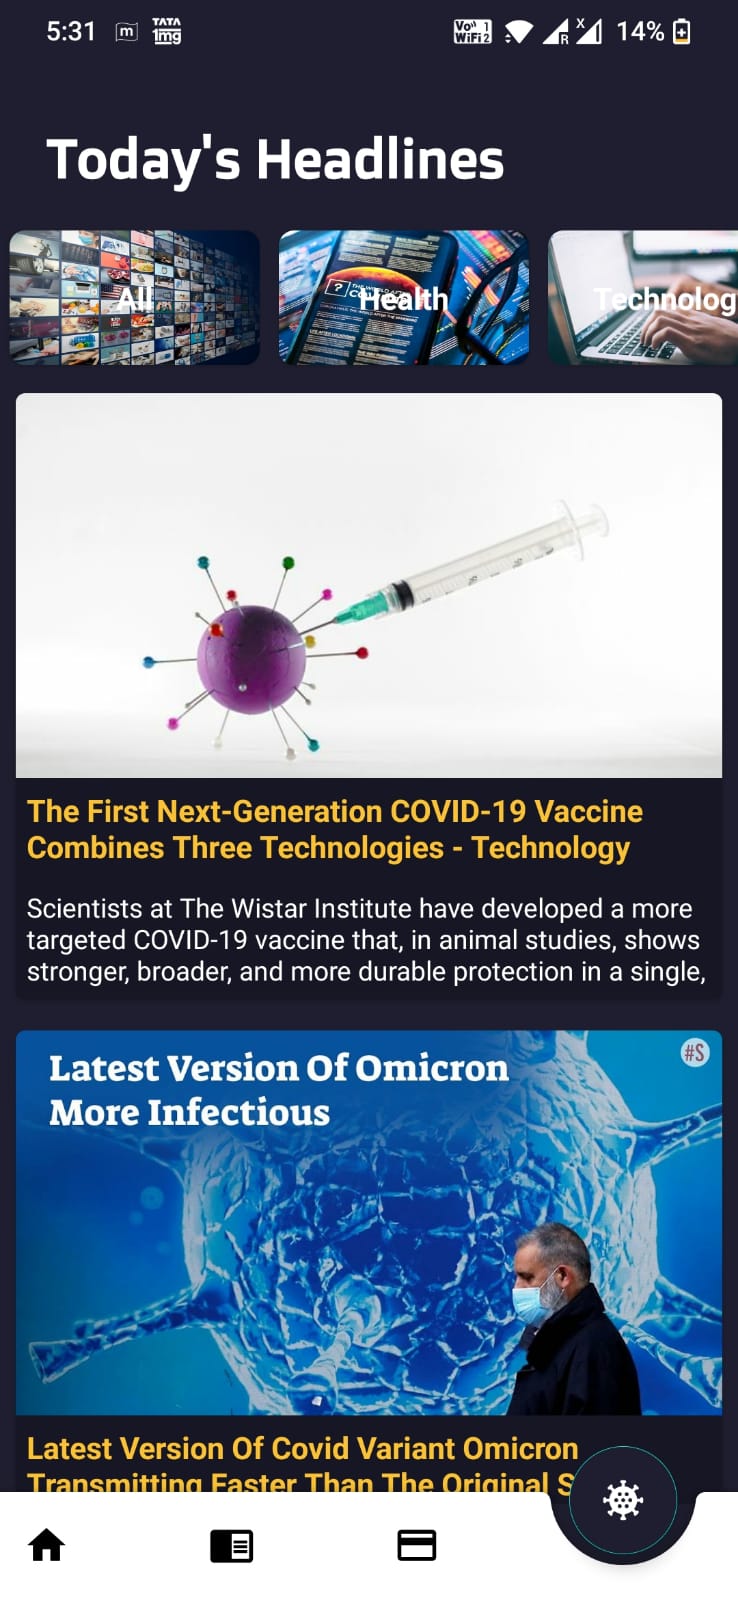 5:31
m
TATA
1mg
Vo 1
WiFi 2
R
X
14%
Today's Headlines
All
Health
Technolog
The First Next-Generation COVID-19 Vaccine
Combines Three Technologies - Technology
Scientists at The Wistar Institute have developed a more
targeted COVID-19 vaccine that, in animal studies, shows
stronger, broader, and more durable protection in a single,
Latest Version Of Omicron
More Infectious
#S
Latest Version Of Covid Variant Omicron
Transmitting Faster Than The Original S